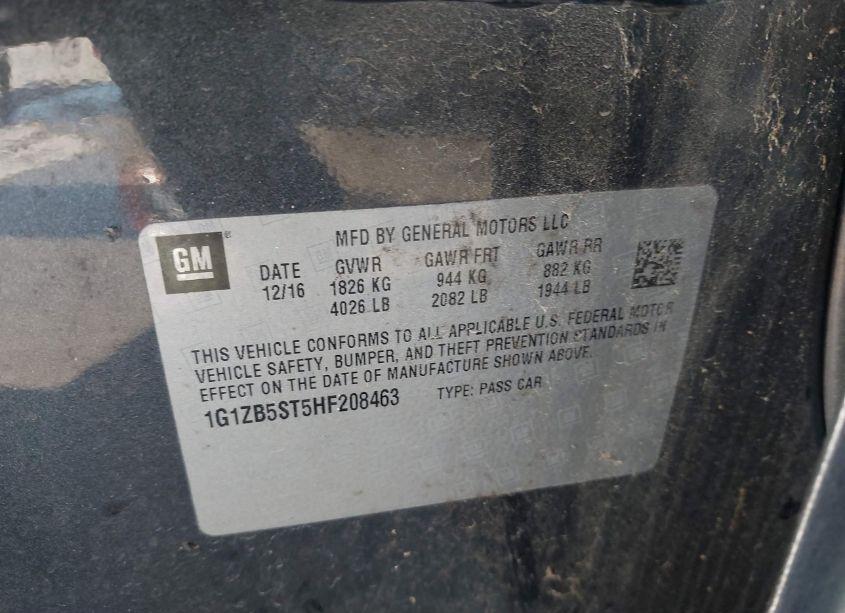 GM®
MFD BY GENERAL MOTORS LLC
DATE GVWR GAWR FRT GAWR RR
12/16 1826 KG 944 KG 882 KG
4026 LB 2082 LB 1944 LB
THIS VEHICLE CONFORMS TO ALL APPLICABLE U.S. FEDERAL MOTOR
VEHICLE SAFETY, BUMPER, AND THEFT PREVENTION STANDARDS IN
EFFECT ON THE DATE OF MANUFACTURE SHOWN ABOVE.
1G1ZB5ST5HF208463 TYPE: PASS CAR